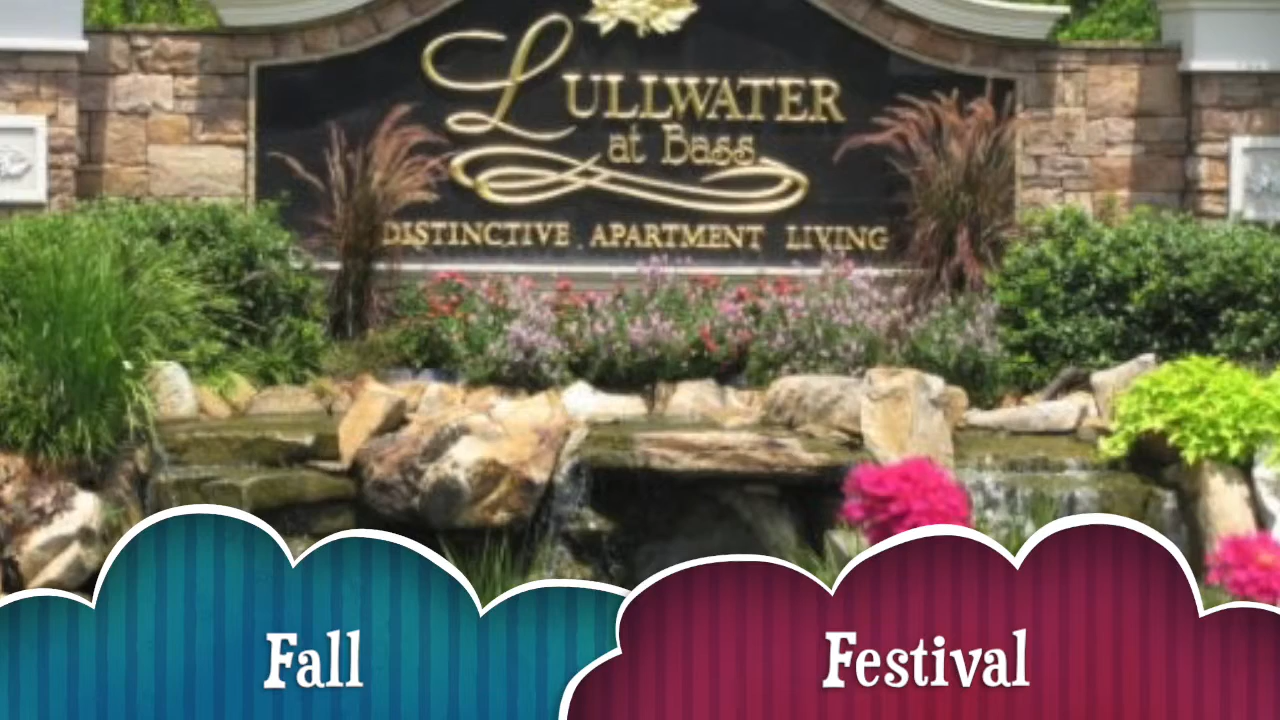 LULLWATER
at Bass
DISTINCTIVE APARTMENT LIVING
Fall
Festival